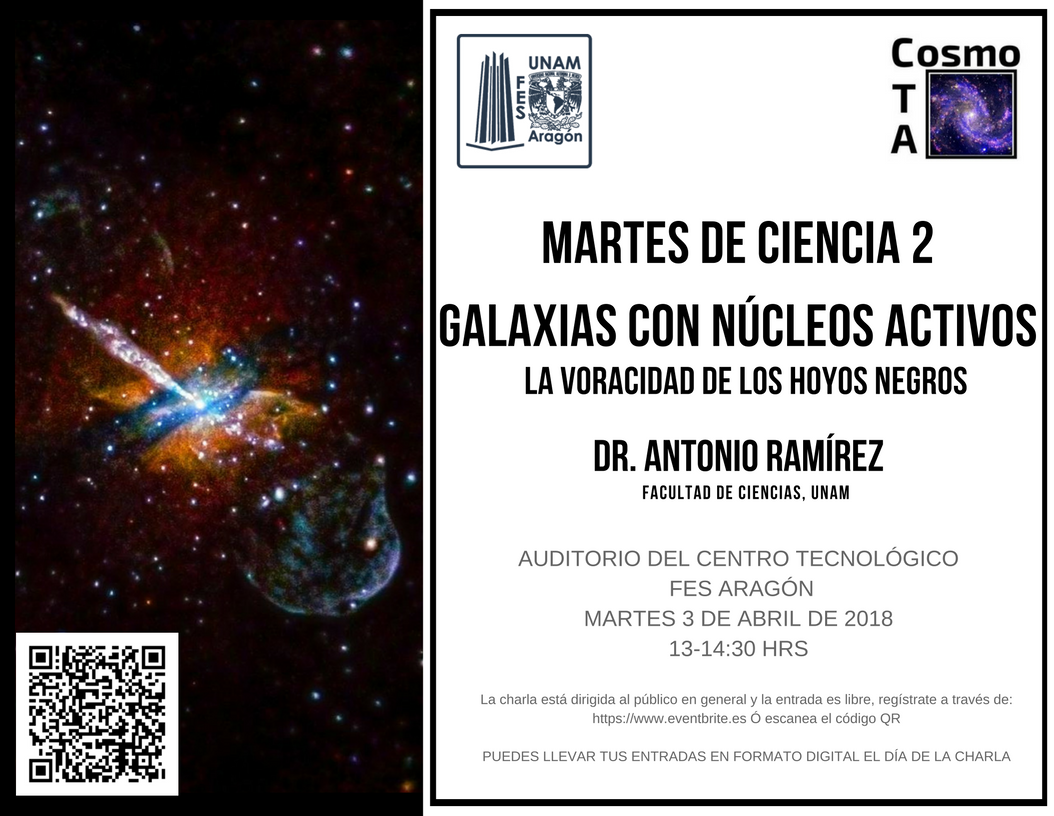 UNAM
FES
Aragón
Cosmo
T
A
MARTES DE CIENCIA 2
GALAXIAS CON NÚCLEOS ACTIVOS
LA VORACIDAD DE LOS HOYOS NEGROS
DR. ANTONIO RAMÍREZ
FACULTAD DE CIENCIAS, UNAM
AUDITORIO DEL CENTRO TECNOLÓGICO
FES ARAGÓN
MARTES 3 DE ABRIL DE 2018
13-14:30 HRS
La charla está dirigida al público en general y la entrada es libre, regístrate a través de:
https://www.eventbrite.es Ó escanea el código QR
PUEDES LLEVAR TUS ENTRADAS EN FORMATO DIGITAL EL DÍA DE LA CHARLA